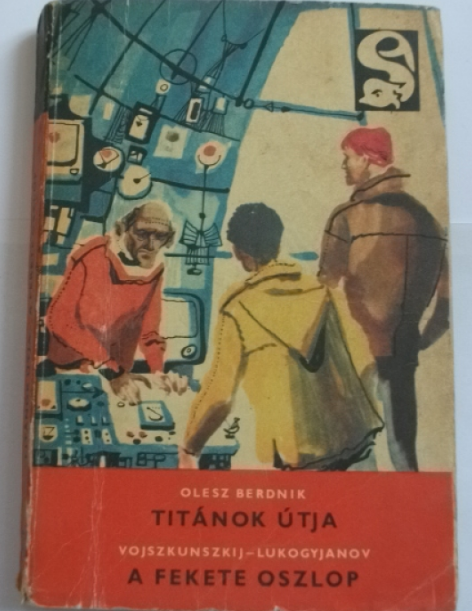 OLESZ BERDNIK
TITÁNOK ÚTJA
VOJSZKUNSZKIJ–LUKOGYJANOV
A FEKETE OSZLOP